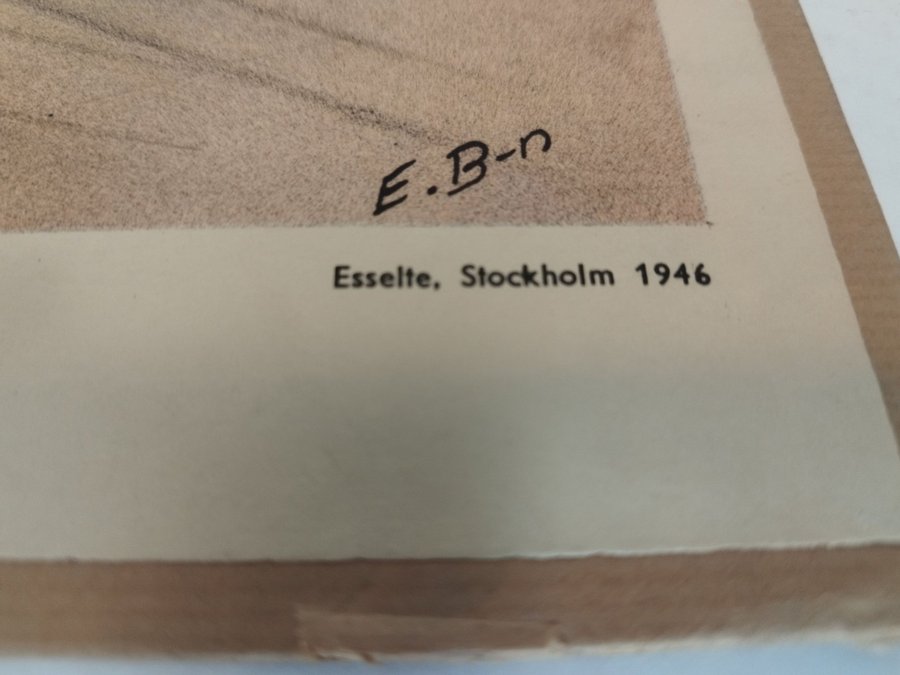 E. B-n
Esselte, Stockholm 1946